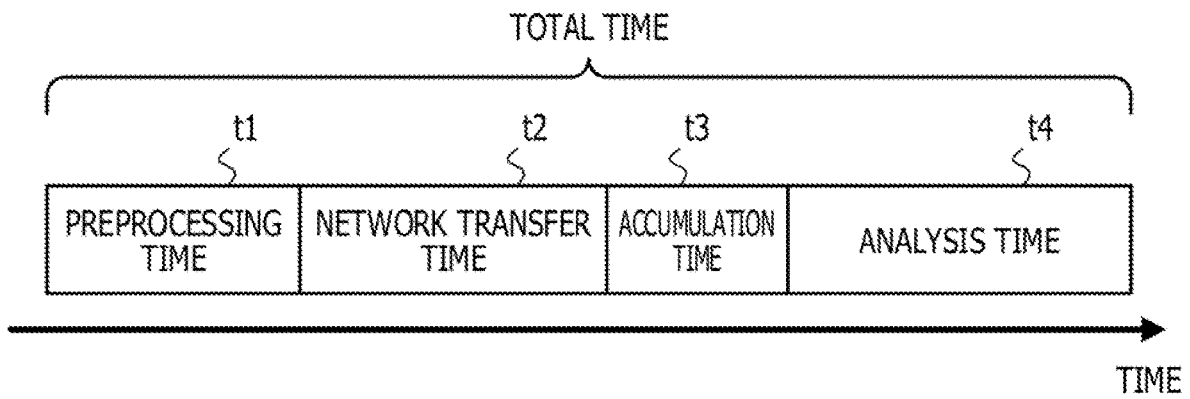 TOTAL TIME
t1
t2
t3
t4
PREPROCESSING
TIME
NETWORK TRANSFER
TIME
ACCUMULATION
TIME
ANALYSIS TIME
TIME